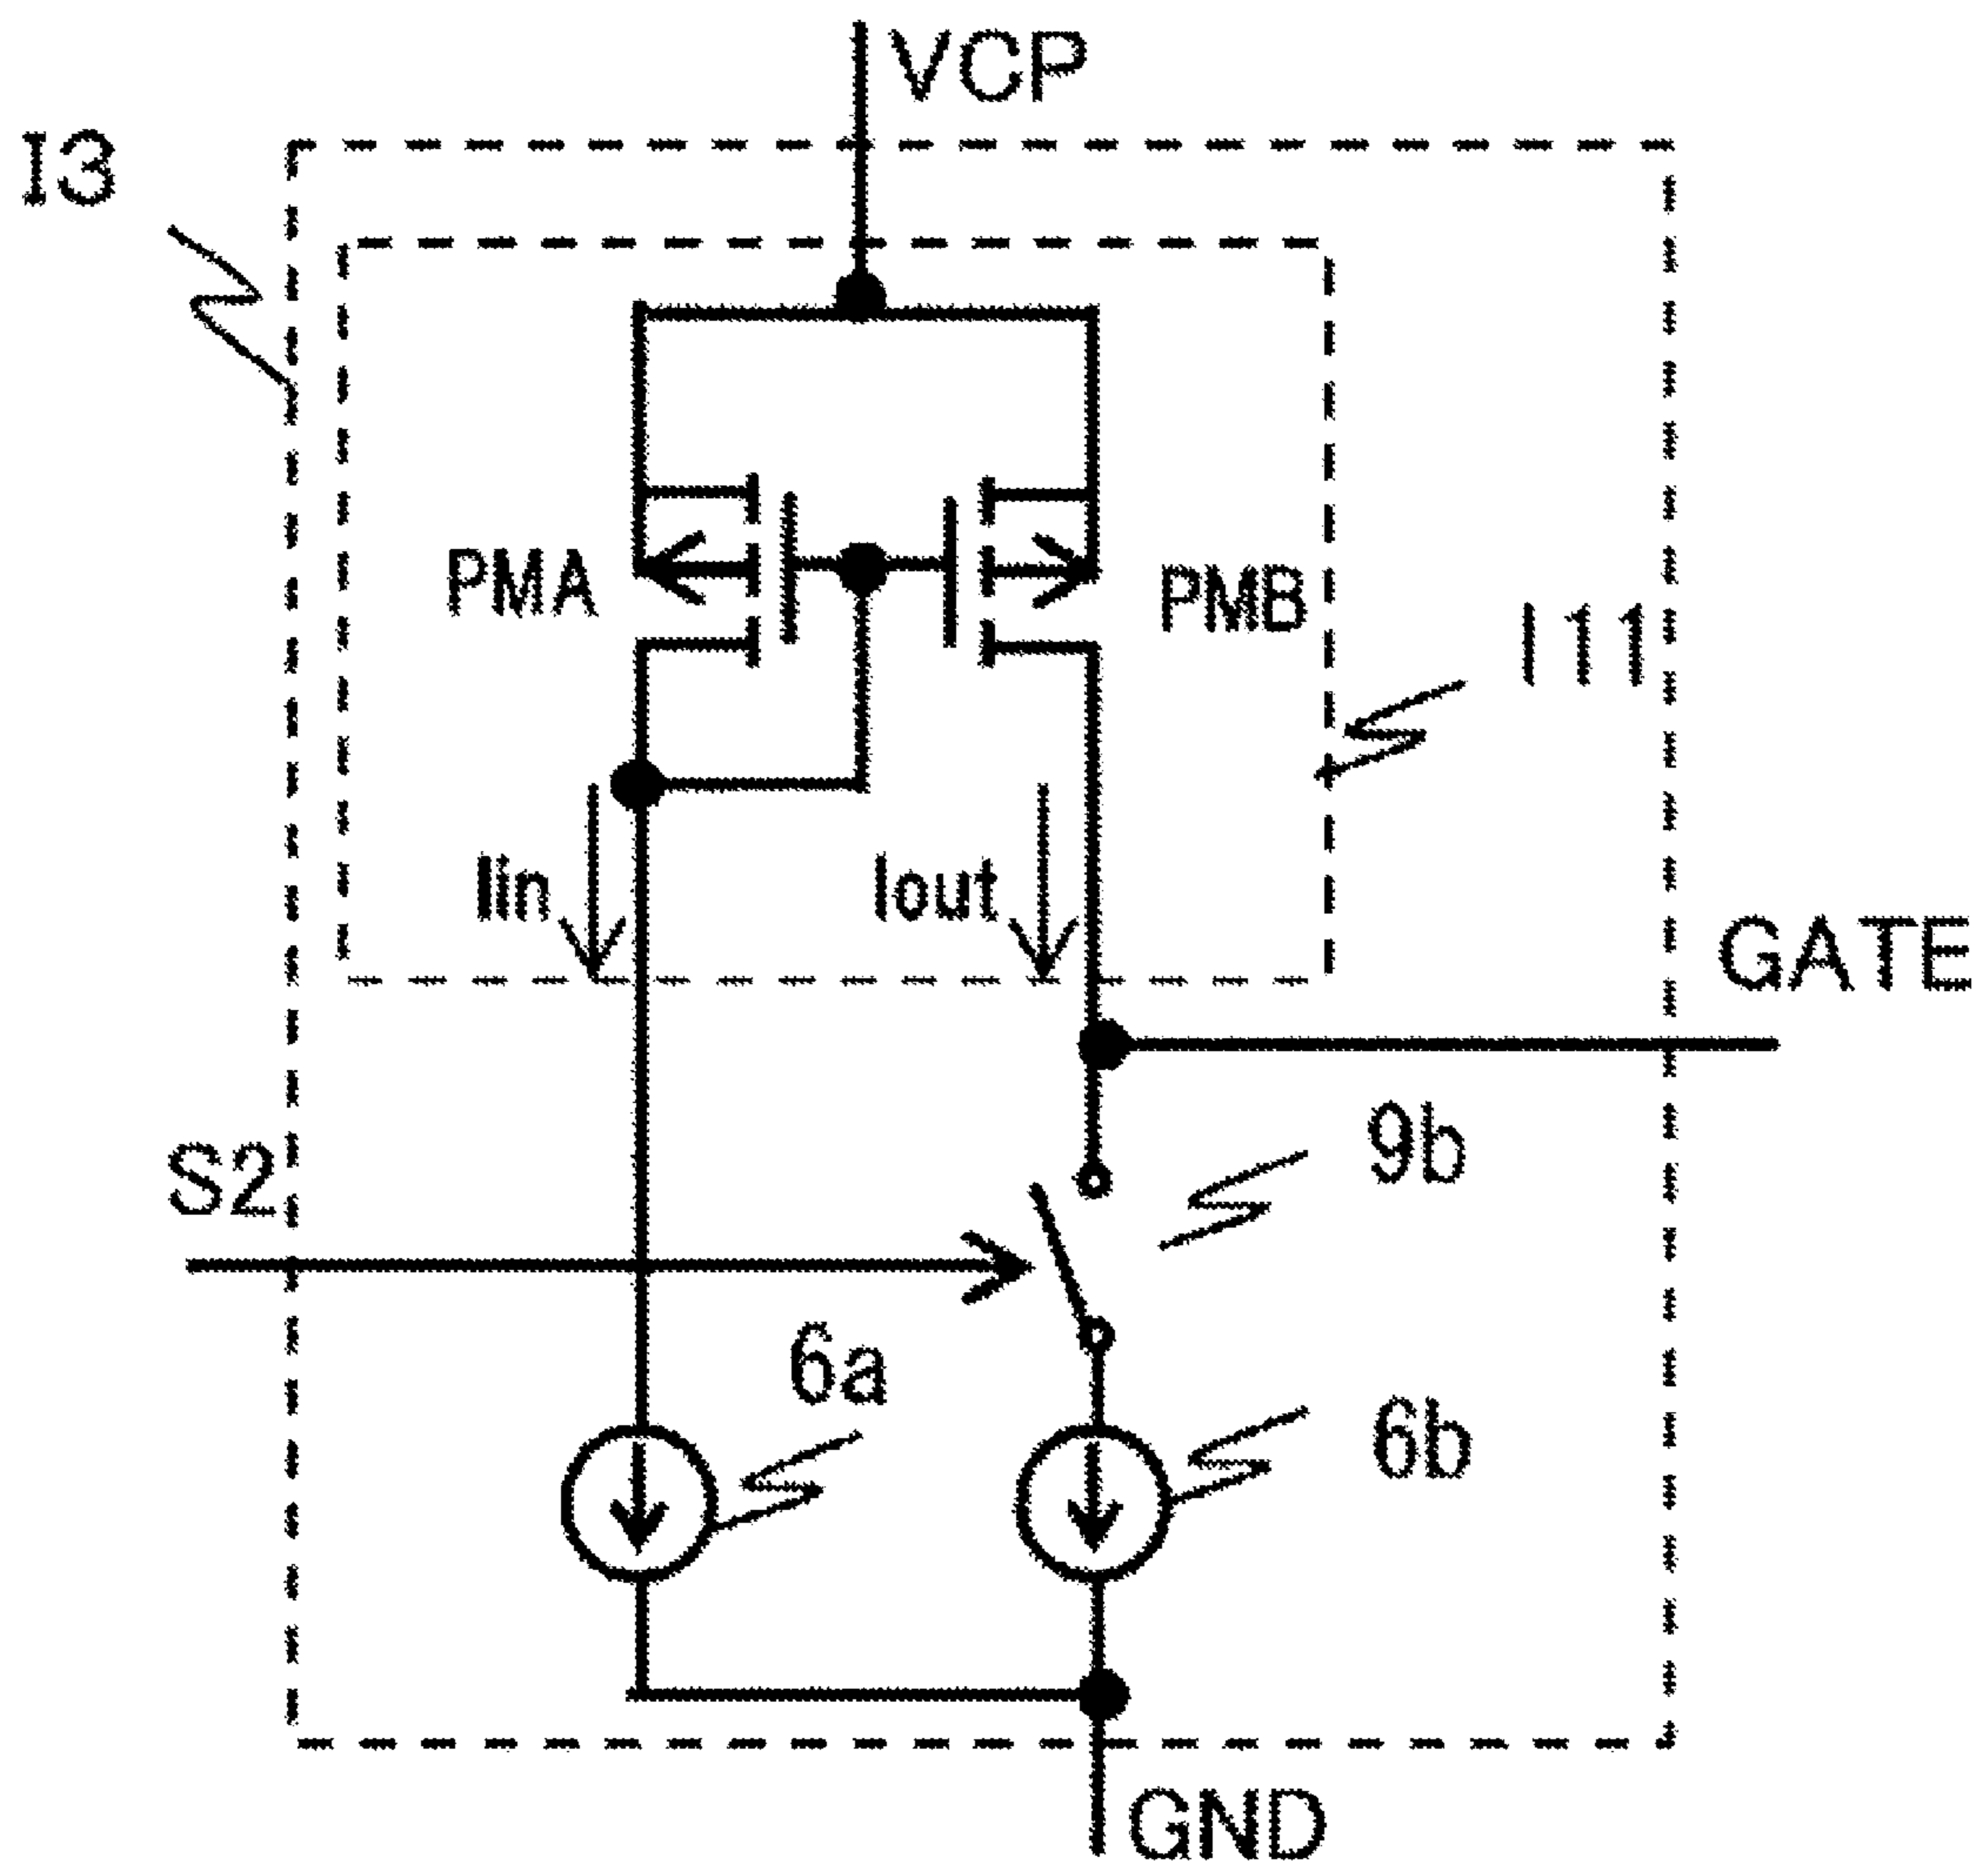 VCP
I3
PMA
PMB
I11
Iin
Iout
GATE
S2
9b
6a
6b
GND